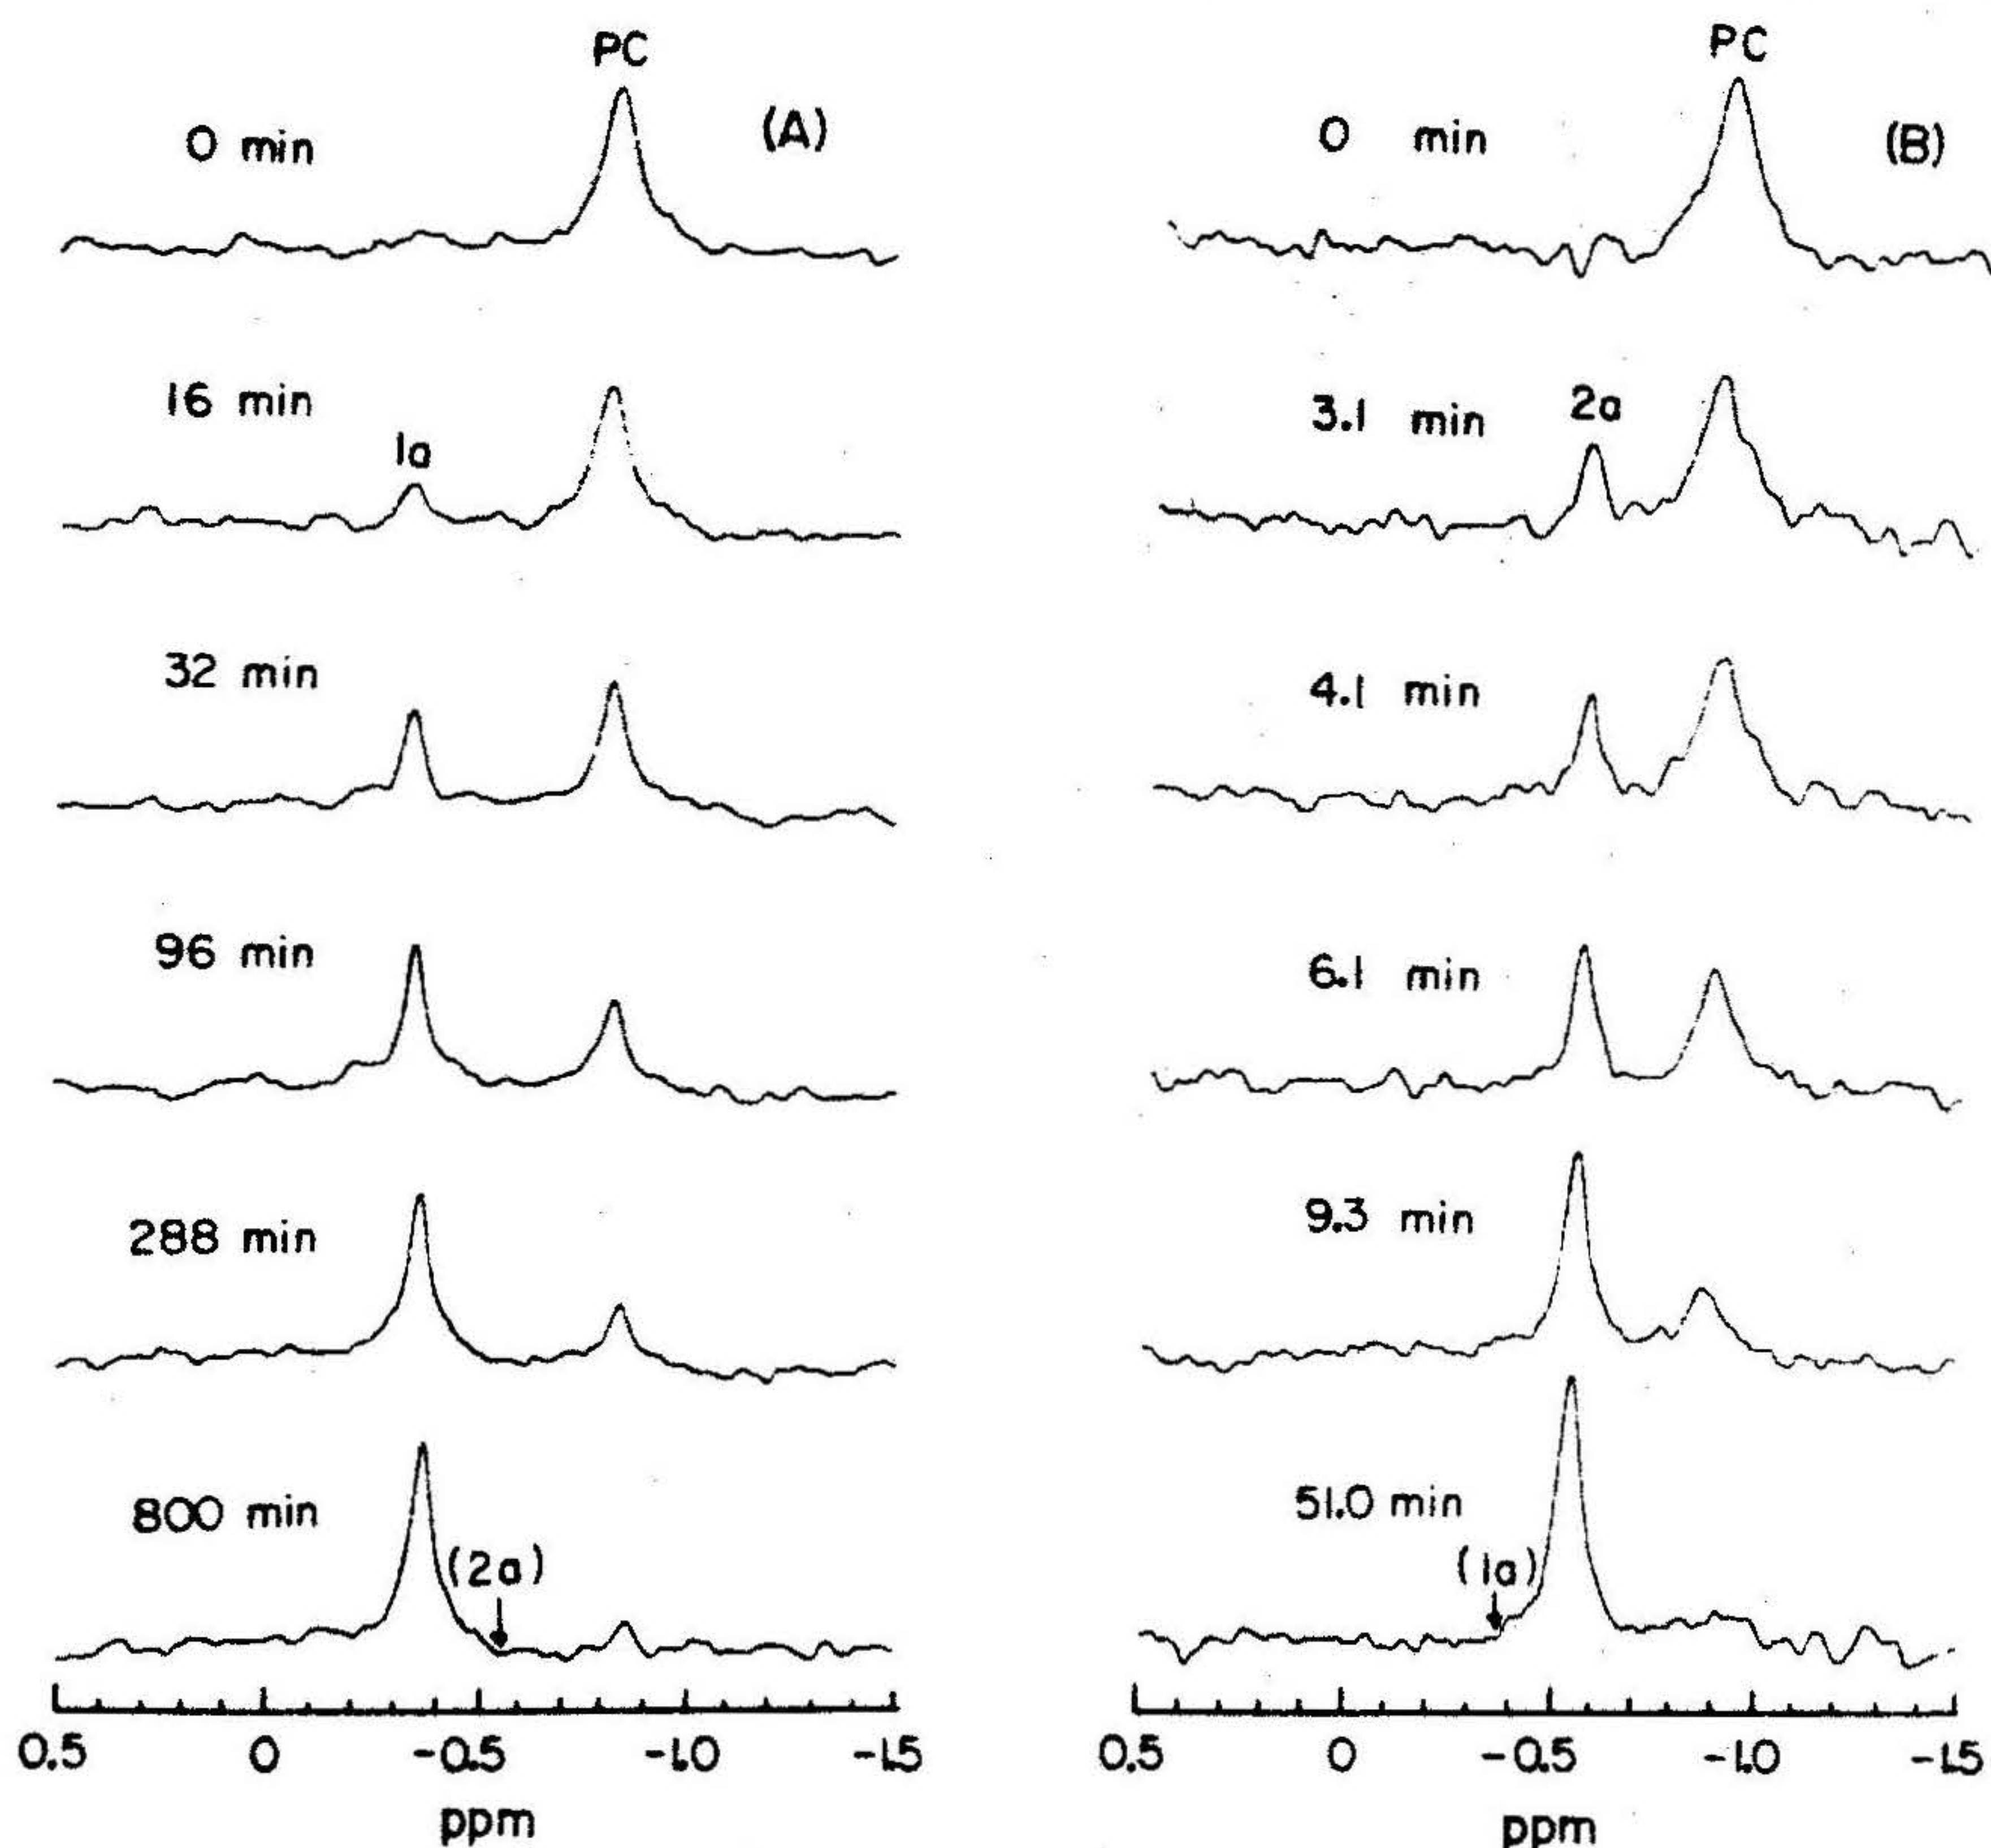 PC
(A)
0 min
16 min
1a
32 min
96 min
288 min
800 min
(2a)
0.5 0 -0.5 -1.0 -1.5
ppm
PC
(B)
0 min
3.1 min
2a
4.1 min
6.1 min
9.3 min
51.0 min
(1a)
0.5 0 -0.5 -1.0 -1.5
ppm